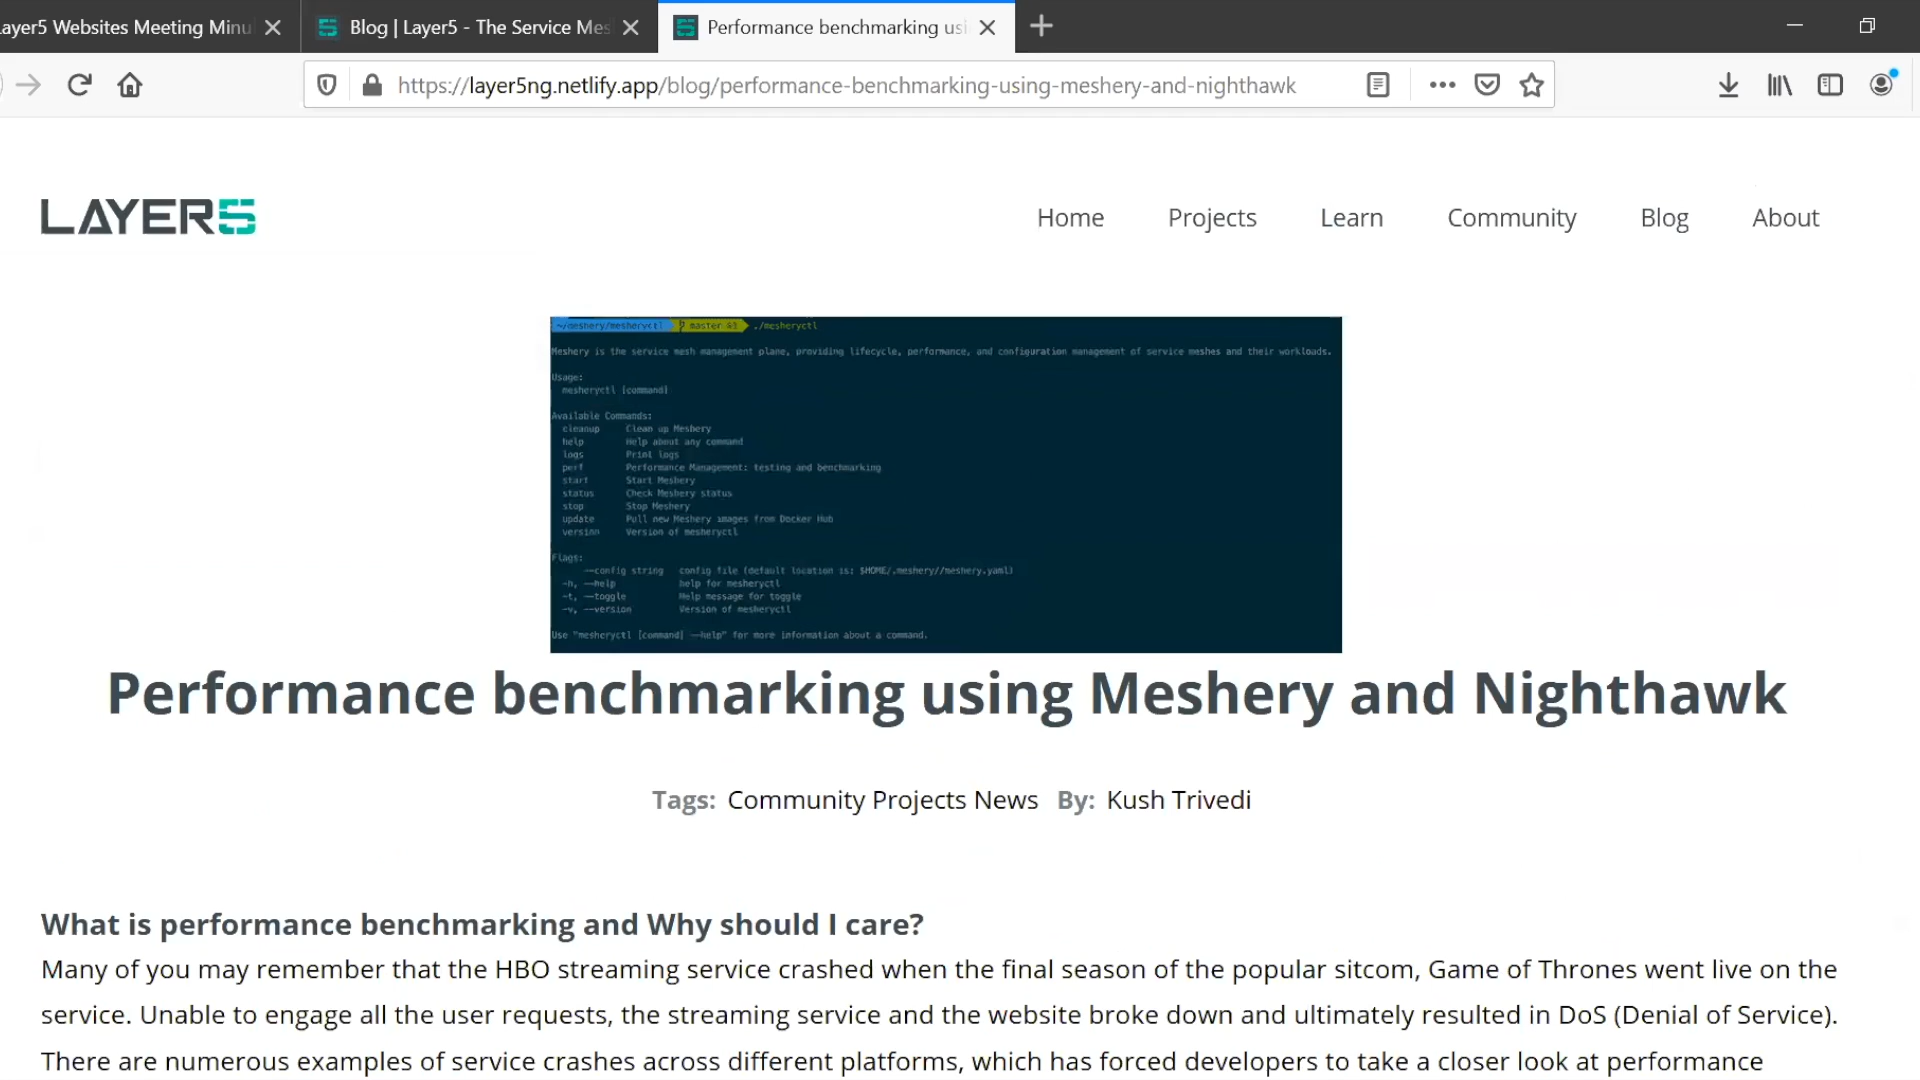 ayer5 Websites Meeting Minu
Blog | Layer5 - The Service Mes
Performance benchmarking usi
https://layer5ng.netlify.app/blog/performance-benchmarking-using-meshery-and-nighthawk
LAYER5
Home Projects Learn Community Blog About
~/meshery/mesheryctl master ./mesheryctl
Meshery is the service mesh management plane, providing lifecycle, performance, and configuration management of service meshes and their workloads.
Usage:
mesheryctl [command]
Available Commands:
cleanup Clean up Meshery
help Help about any command
logs Print logs
perf Performance Management: testing and benchmarking
start Start Meshery
status Check Meshery status
stop Stop Meshery
update Pull new Meshery images from Docker Hub
version Version of mesheryctl
Flags:
--config string config file (default location is: $HOME/.meshery//meshery.yaml)
-h, --help help for mesheryctl
-t, --toggle Help message for toggle
-v, --version Version of mesheryctl
Use "mesheryctl [command] --help" for more information about a command.
Performance benchmarking using Meshery and Nighthawk
Tags: Community Projects News By: Kush Trivedi
What is performance benchmarking and Why should I care?
Many of you may remember that the HBO streaming service crashed when the final season of the popular sitcom, Game of Thrones went live on the
service. Unable to engage all the user requests, the streaming service and the website broke down and ultimately resulted in DoS (Denial of Service).
There are numerous examples of service crashes across different platforms, which has forced developers to take a closer look at performance